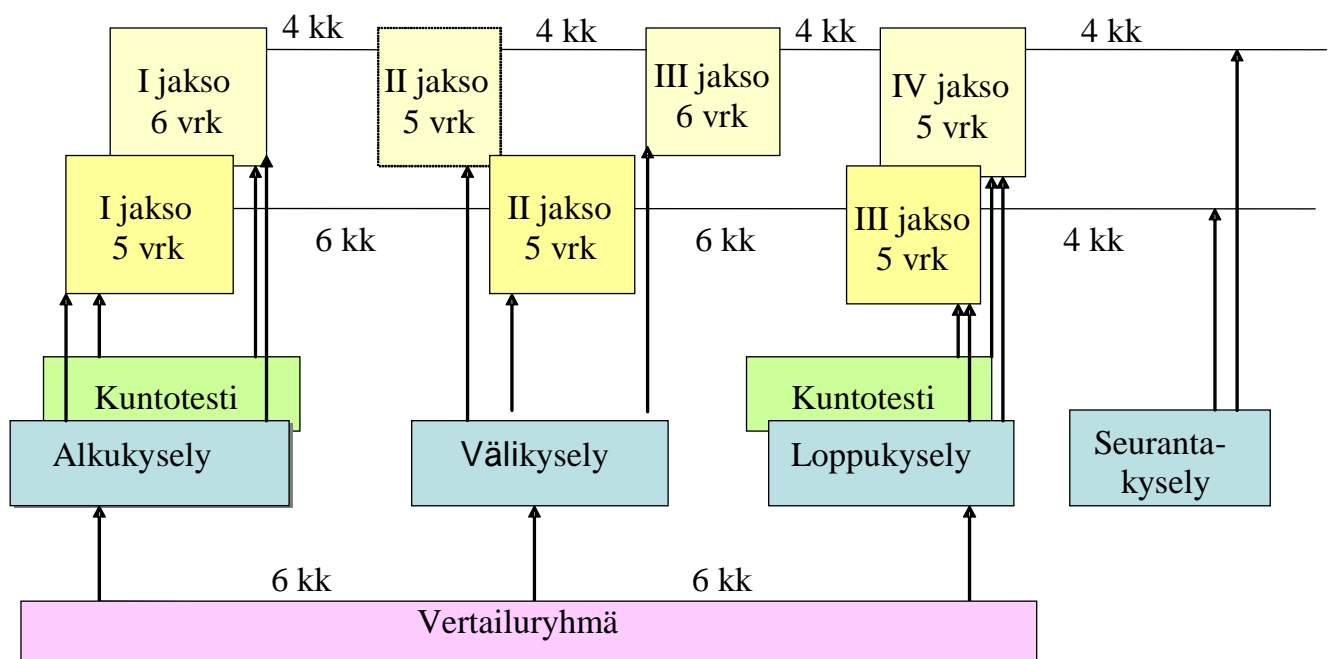 4 kk
4 kk
4 kk
4 kk
I jakso
6 vrk
II jakso
5 vrk
III jakso
6 vrk
IV jakso
5 vrk
I jakso
5 vrk
6 kk
II jakso
5 vrk
6 kk
III jakso
5 vrk
4 kk
Kuntotesti
Kuntotesti
Alkukysely
Välikysely
Loppukysely
Seuranta-
kysely
6 kk
6 kk
Vertailuryhmä